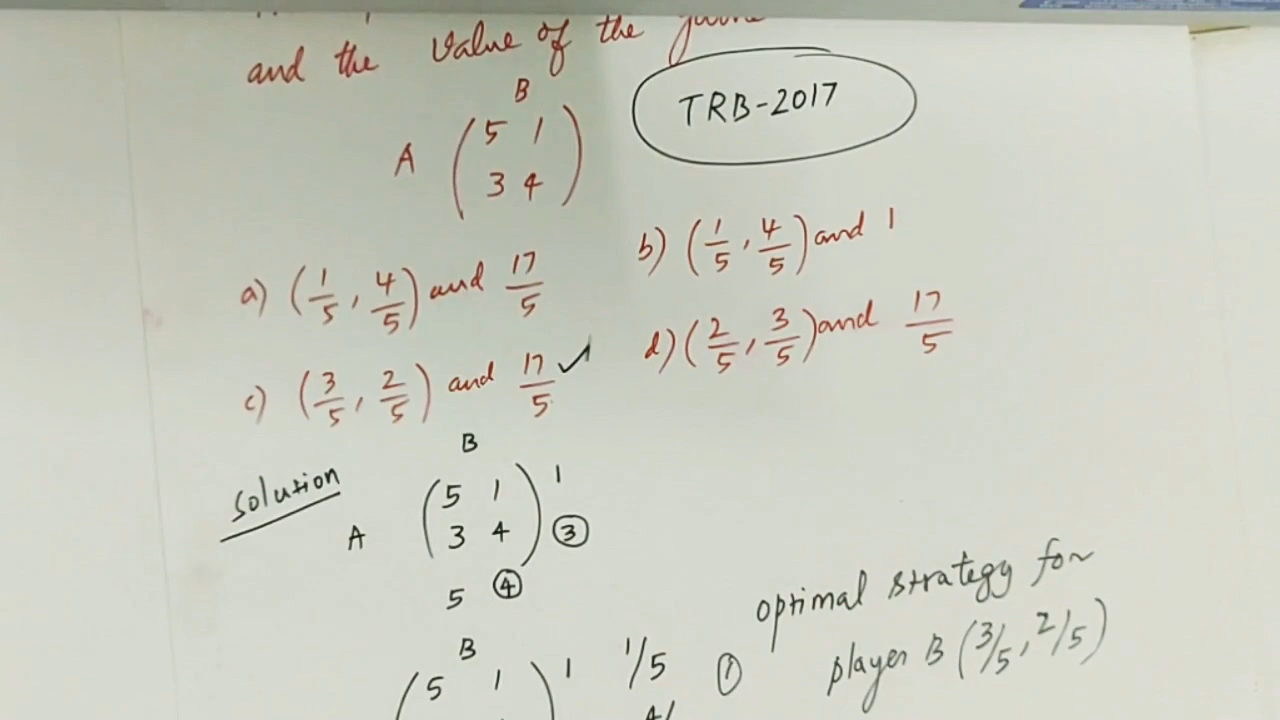 and the value of the game
TRB-2017
B
A (5 1
3 4)
a) (1/5, 4/5) and 17/5
b) (1/5, 4/5) and 1
c) (3/5, 2/5) and 17/5 ✓
d) (2/5, 3/5) and 17/5
Solution
B
A (5 1) 1
(3 4) ③
5 ④
B
(5 1) 1 1/5 ①
optimal strategy for
player B (3/5, 2/5)